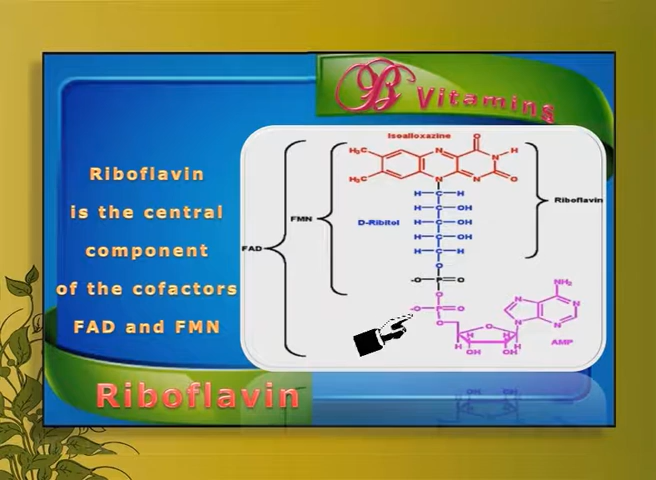 B Vitamins
Riboflavin
is the central
component
of the cofactors
FAD and FMN
Isoalloxazine
O
H₃C
N
N
H
H₃C
N
N
O
H C H
H C OH
D-Ribitol
H C OH
H C OH
H C H
O
-O P O
O
-O P O
O
FAD
FMN
Riboflavin
NH₂
N
N
N
N
O
H
H
H
H
OH
OH
AMP
Riboflavin